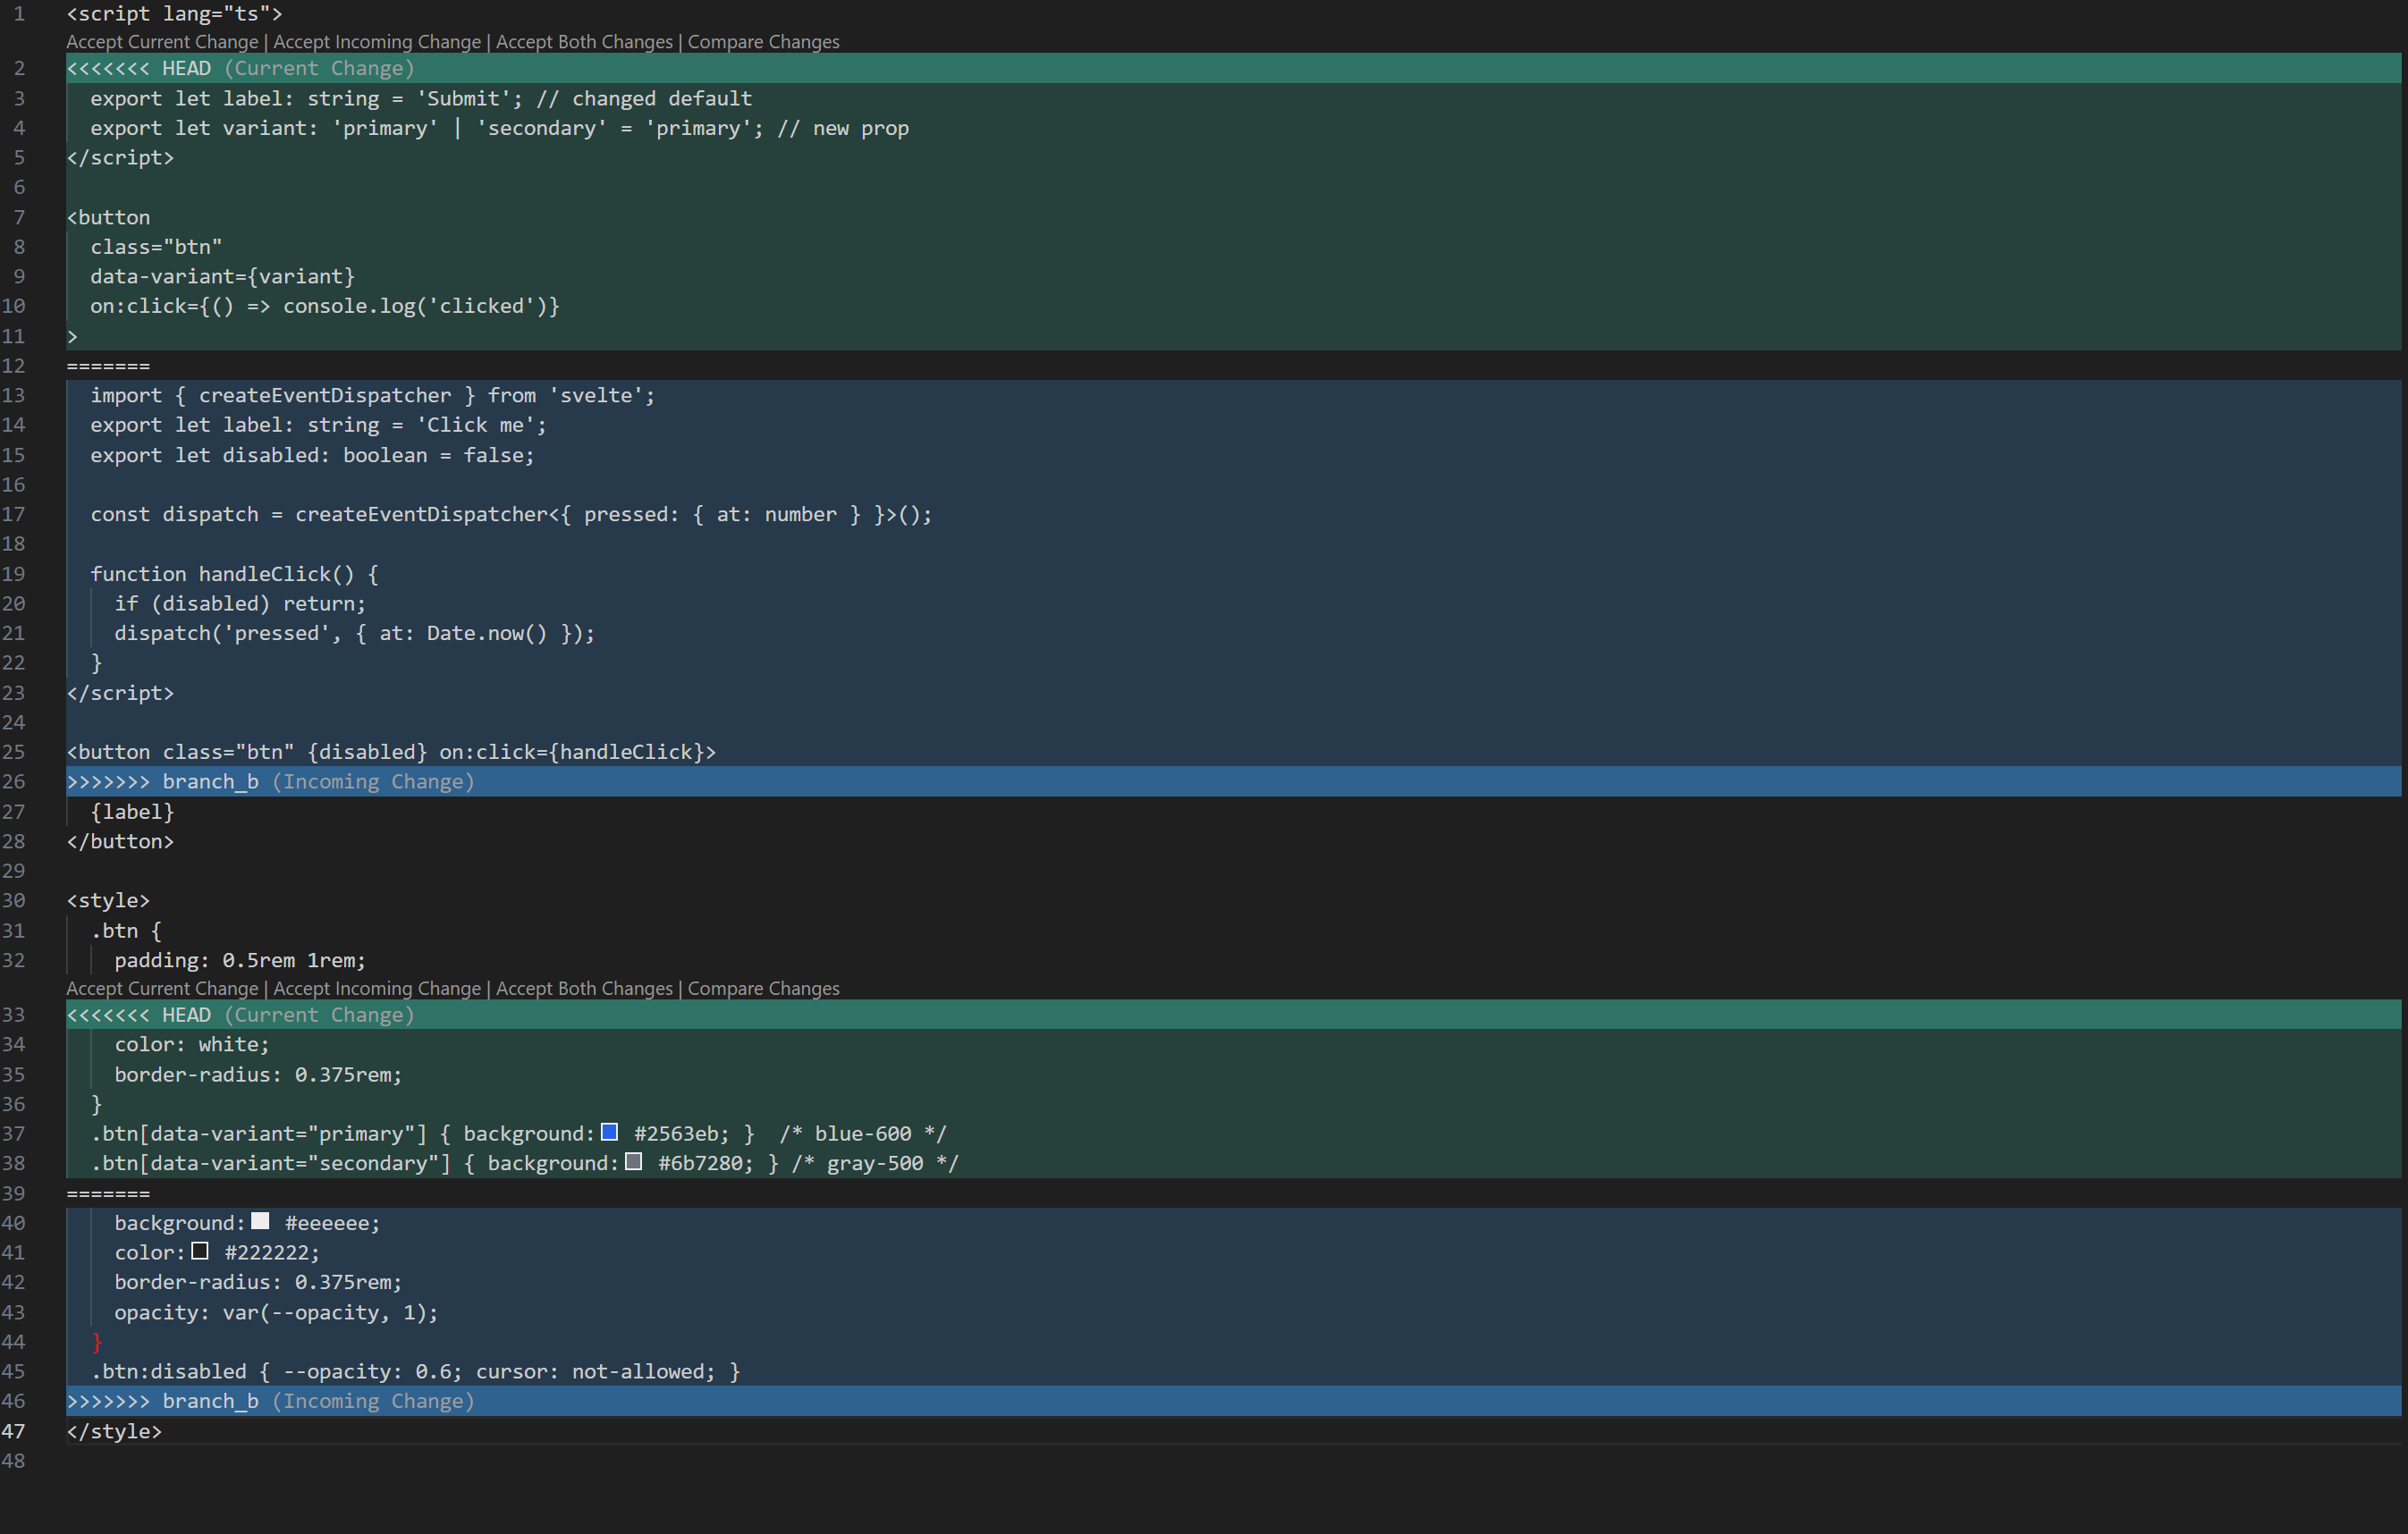 1 <script lang="ts">
Accept Current Change | Accept Incoming Change | Accept Both Changes | Compare Changes
2 <<<<<<< HEAD (Current Change)
3   export let label: string = 'Submit'; // changed default
4   export let variant: 'primary' | 'secondary' = 'primary'; // new prop
5 </script>
6
7 <button
8   class="btn"
9   data-variant={variant}
10   on:click={() => console.log('clicked')}
11 >
12 =======
13   import { createEventDispatcher } from 'svelte';
14   export let label: string = 'Click me';
15   export let disabled: boolean = false;
16
17   const dispatch = createEventDispatcher<{ pressed: { at: number } }>();
18
19   function handleClick() {
20     if (disabled) return;
21     dispatch('pressed', { at: Date.now() });
22   }
23 </script>
24
25 <button class="btn" {disabled} on:click={handleClick}>
26 >>>>>>> branch_b (Incoming Change)
27   {label}
28 </button>
29
30 <style>
31   .btn {
32     padding: 0.5rem 1rem;
Accept Current Change | Accept Incoming Change | Accept Both Changes | Compare Changes
33 <<<<<<< HEAD (Current Change)
34     color: white;
35     border-radius: 0.375rem;
36   }
37   .btn[data-variant="primary"] { background: #2563eb; }  /* blue-600 */
38   .btn[data-variant="secondary"] { background: #6b7280; } /* gray-500 */
39 =======
40     background: #eeeeee;
41     color: #222222;
42     border-radius: 0.375rem;
43     opacity: var(--opacity, 1);
44   }
45   .btn:disabled { --opacity: 0.6; cursor: not-allowed; }
46 >>>>>>> branch_b (Incoming Change)
47 </style>
48